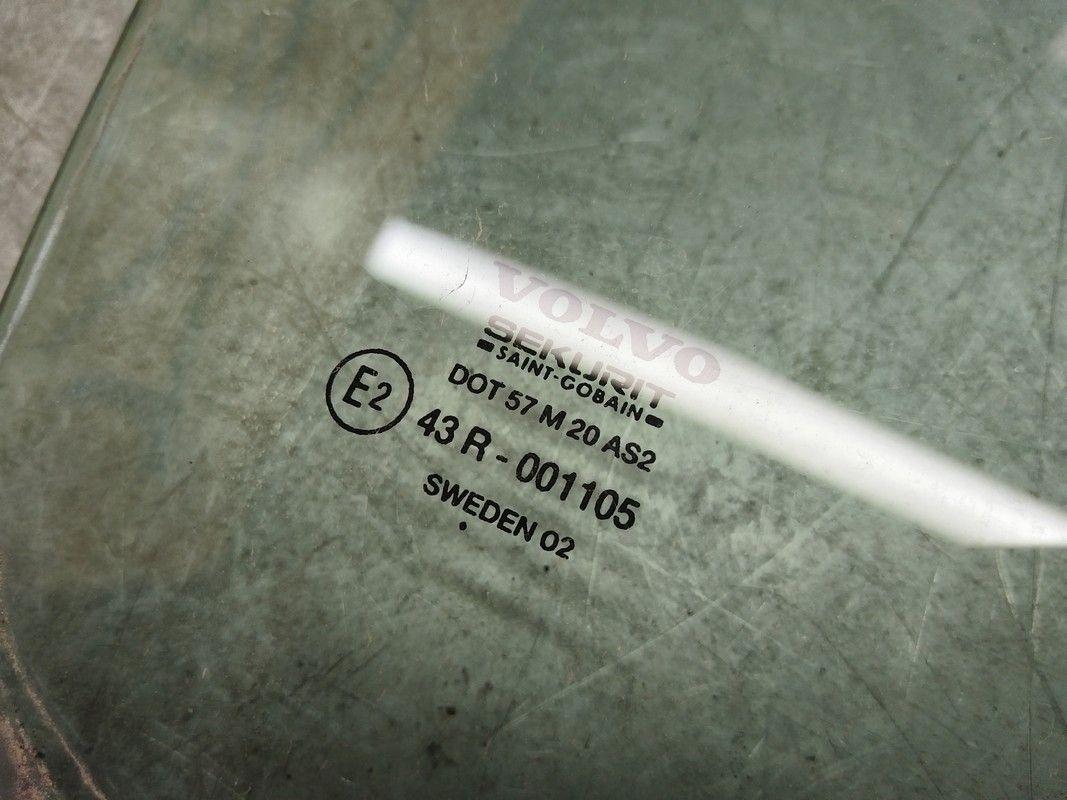 VOLVO
SEKURIT
SAINT-GOBAIN
DOT 57 M 20 AS2
E2
43 R - 001105
SWEDEN 02